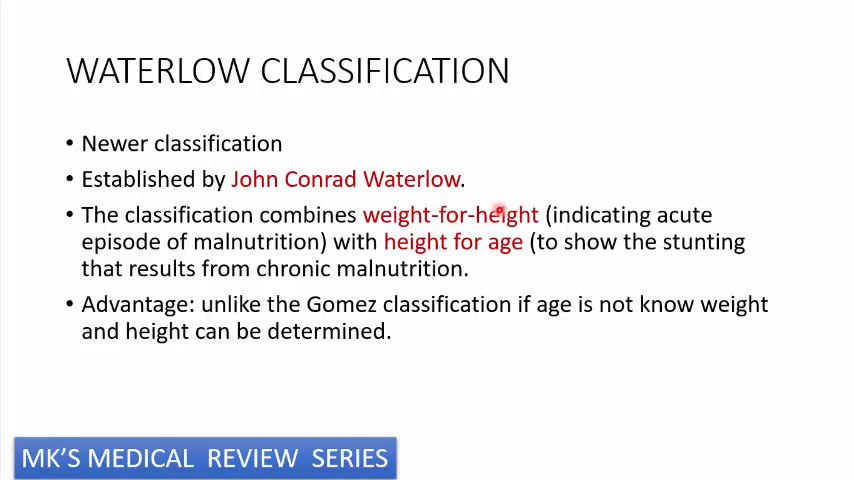 WATERLOW CLASSIFICATION
• Newer classification
• Established by John Conrad Waterlow.
• The classification combines weight-for-height (indicating acute
episode of malnutrition) with height for age (to show the stunting
that results from chronic malnutrition.
• Advantage: unlike the Gomez classification if age is not know weight
and height can be determined.
MK'S MEDICAL REVIEW SERIES